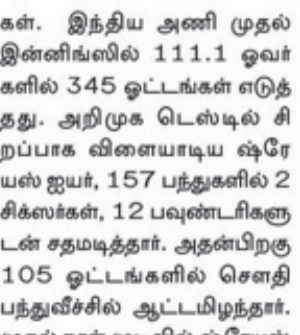 கள். இந்திய அணி முதல்
இன்னிங்ஸில் 111.1 ஓவர்
களில் 345 ஓட்டங்கள் எடுத்
தது. அறிமுக டெஸ்டில் சி
றப்பாக விளையாடிய ஷ்ரே
யஸ் ஐயர், 157 பந்துகளில் 2
சிக்ஸர்கள், 12 பவுண்டரிகளு
டன் சதமடித்தார். அதன்பிறகு
105 ஓட்டங்களில் சௌதி
பந்துவீச்சில் ஆட்டமிழந்தார்.